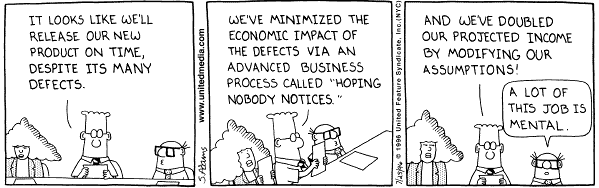 IT LOOKS LIKE WE'LL
RELEASE OUR NEW
PRODUCT ON TIME,
DESPITE ITS MANY
DEFECTS.
www.unitedmedia.com
S.Adams
WE'VE MINIMIZED THE
ECONOMIC IMPACT OF
THE DEFECTS VIA AN
ADVANCED BUSINESS
PROCESS CALLED "HOPING
NOBODY NOTICES."
© 1996 United Feature Syndicate, Inc.(NYC)
AND WE'VE DOUBLED
OUR PROJECTED INCOME
BY MODIFYING OUR
ASSUMPTIONS!
A LOT OF
THIS JOB IS
MENTAL.